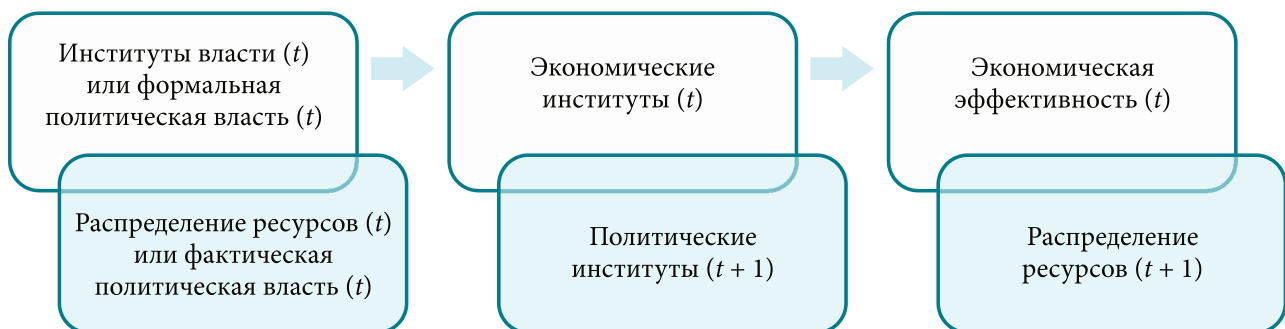 Институты власти (t)
или формальная
политическая власть (t)
Распределение ресурсов (t)
или фактическая
политическая власть (t)
Экономические
институты (t)
Политические
институты (t + 1)
Экономическая
эффективность (t)
Распределение
ресурсов (t + 1)